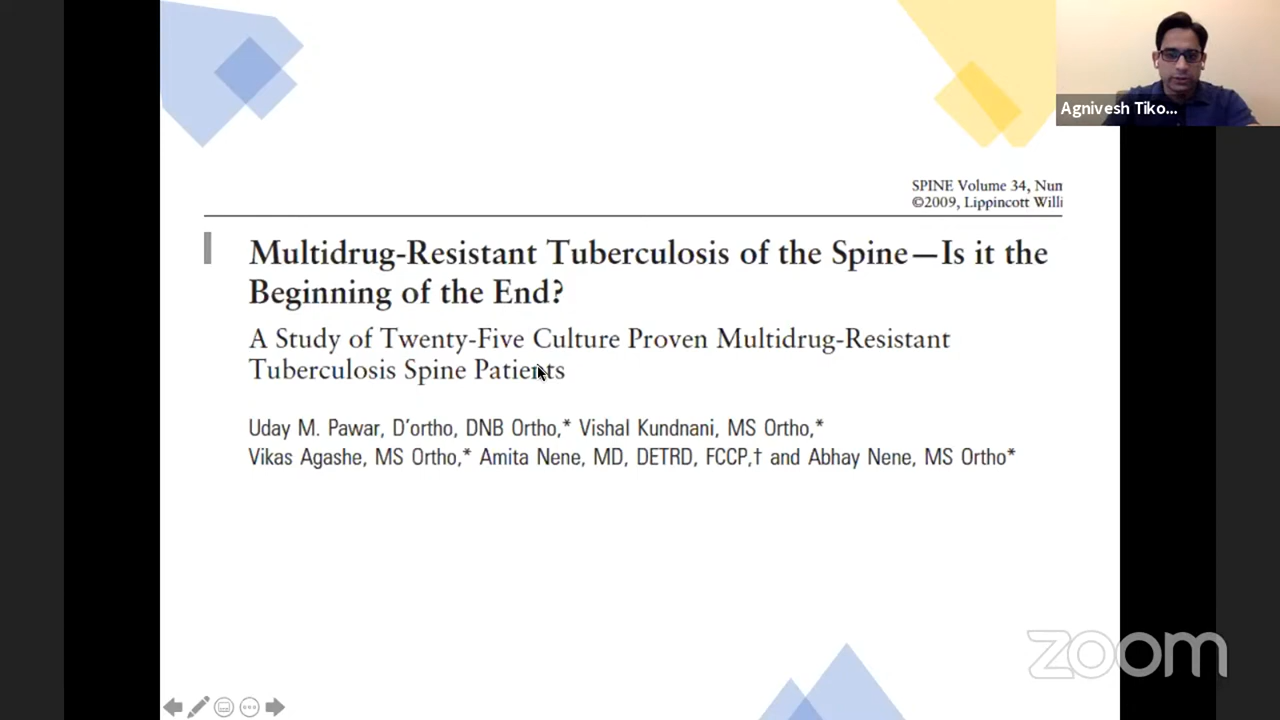 Agnivesh Tiko...
SPINE Volume 34, Num
©2009, Lippincott Willi
Multidrug-Resistant Tuberculosis of the Spine—Is it the
Beginning of the End?
A Study of Twenty-Five Culture Proven Multidrug-Resistant
Tuberculosis Spine Patients
Uday M. Pawar, D'ortho, DNB Ortho,* Vishal Kundnani, MS Ortho,*
Vikas Agashe, MS Ortho,* Amita Nene, MD, DETRD, FCCP,† and Abhay Nene, MS Ortho*
zoom